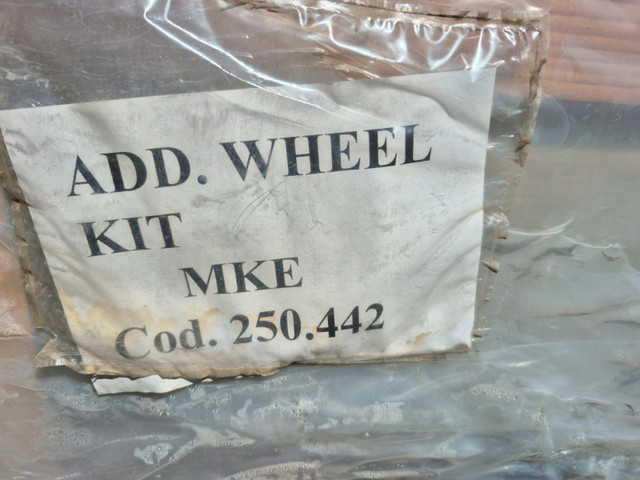 ADD. WHEEL
KIT
MKE
Cod. 250.442